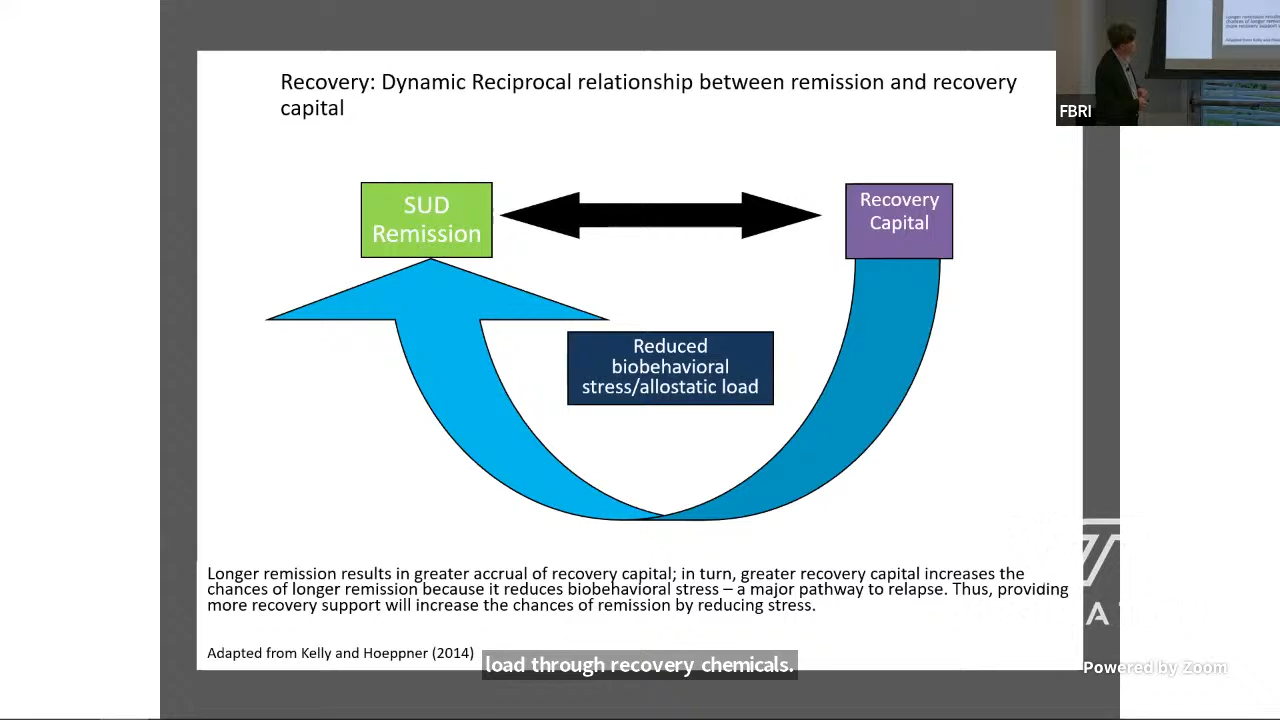 Recovery: Dynamic Reciprocal relationship between remission and recovery
capital
FBRI
SUD
Remission
Recovery
Capital
Reduced
biobehavioral
stress/allostatic load
Longer remission results in greater accrual of recovery capital; in turn, greater recovery capital increases the
chances of longer remission because it reduces biobehavioral stress – a major pathway to relapse. Thus, providing
more recovery support will increase the chances of remission by reducing stress.
Adapted from Kelly and Hoeppner (2014)
load through recovery chemicals.
Powered by Zoom